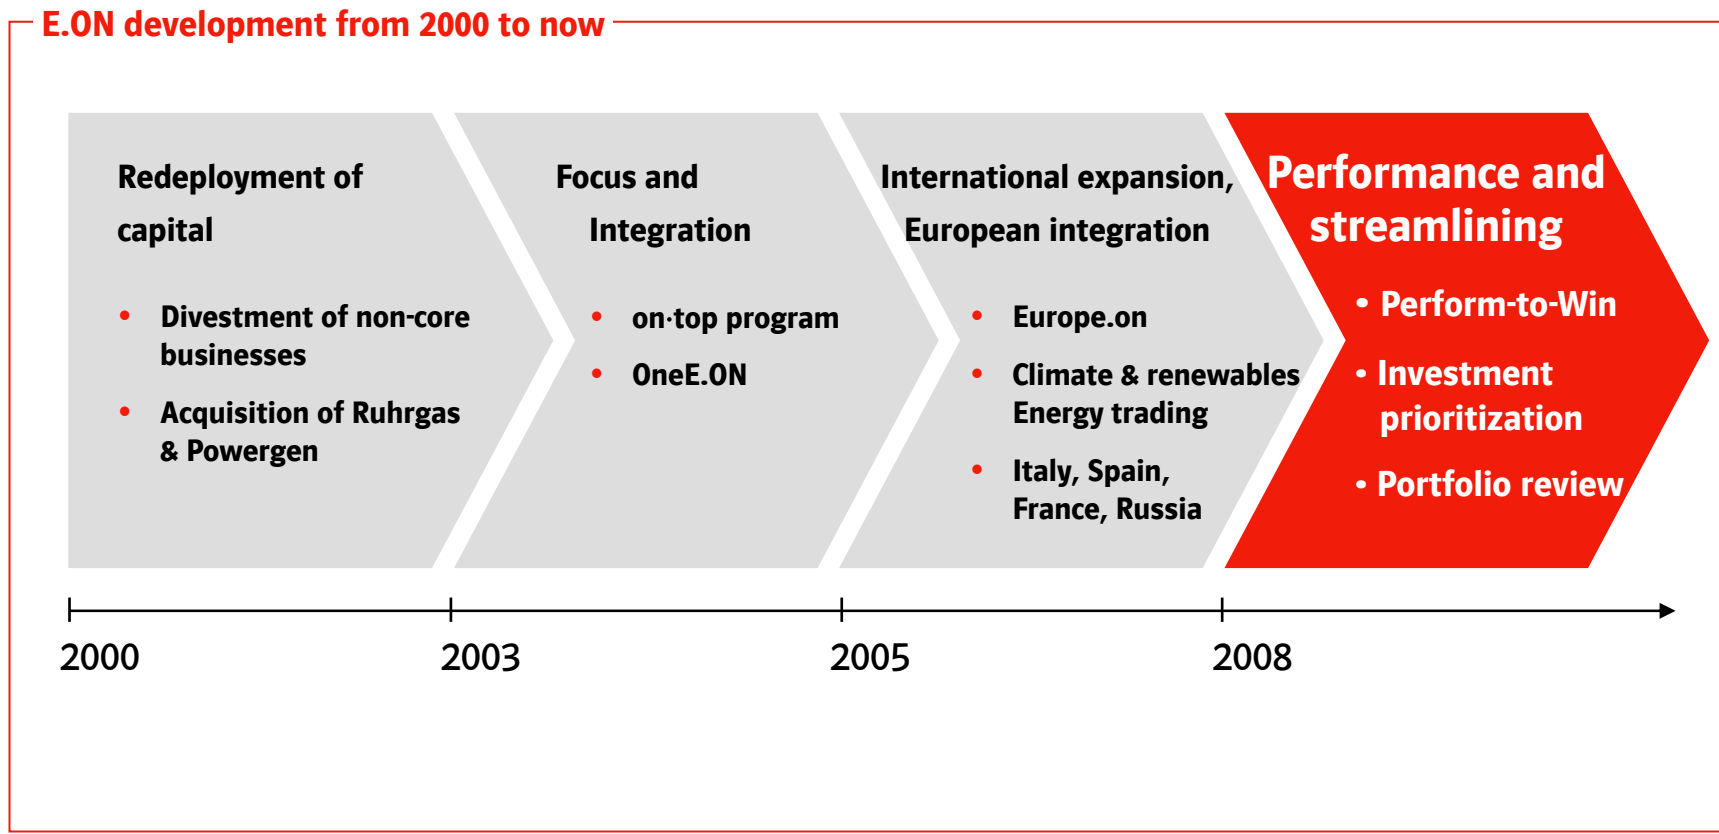 E.ON development from 2000 to now
Redeployment of
capital
• Divestment of non-core
businesses
• Acquisition of Ruhrgas
& Powergen
Focus and
Integration
• on·top program
• OneE.ON
International expansion,
European integration
• Europe.on
• Climate & renewables
Energy trading
• Italy, Spain,
France, Russia
Performance and
streamlining
• Perform-to-Win
• Investment
prioritization
• Portfolio review
2000
2003
2005
2008